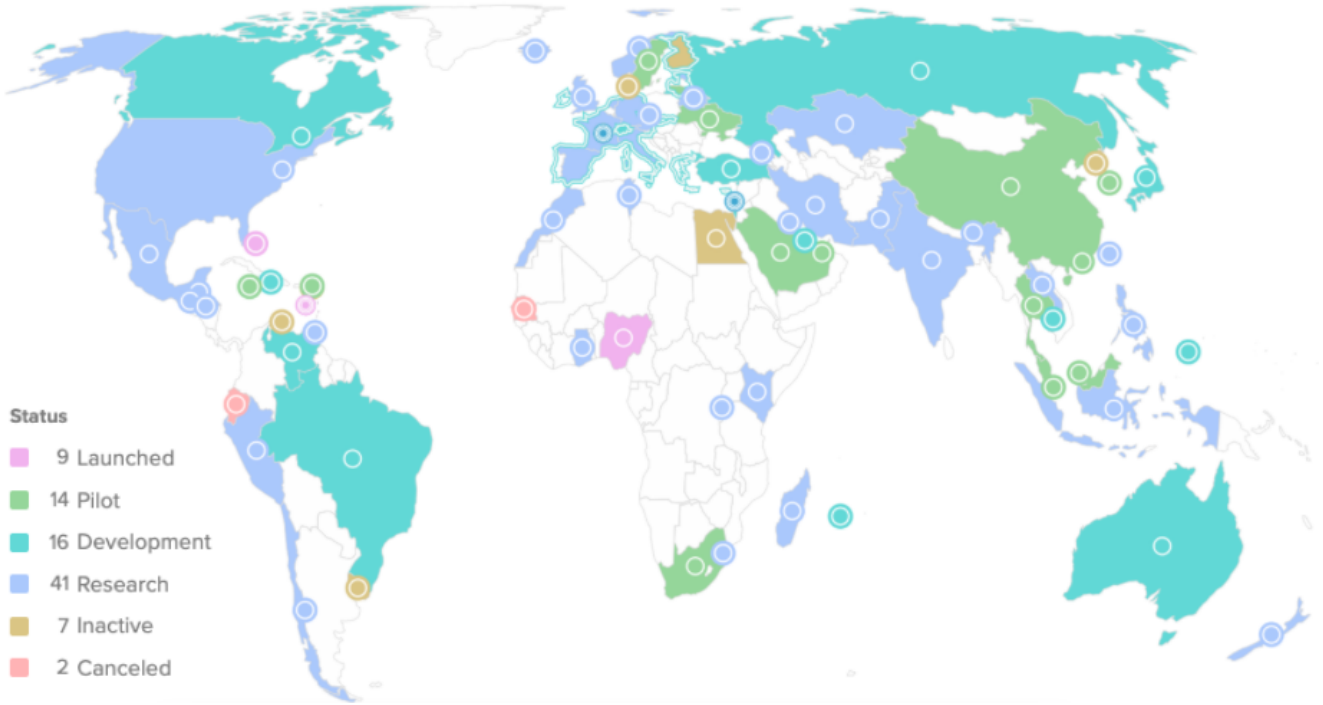 Status
9 Launched
14 Pilot
16 Development
41 Research
7 Inactive
2 Canceled